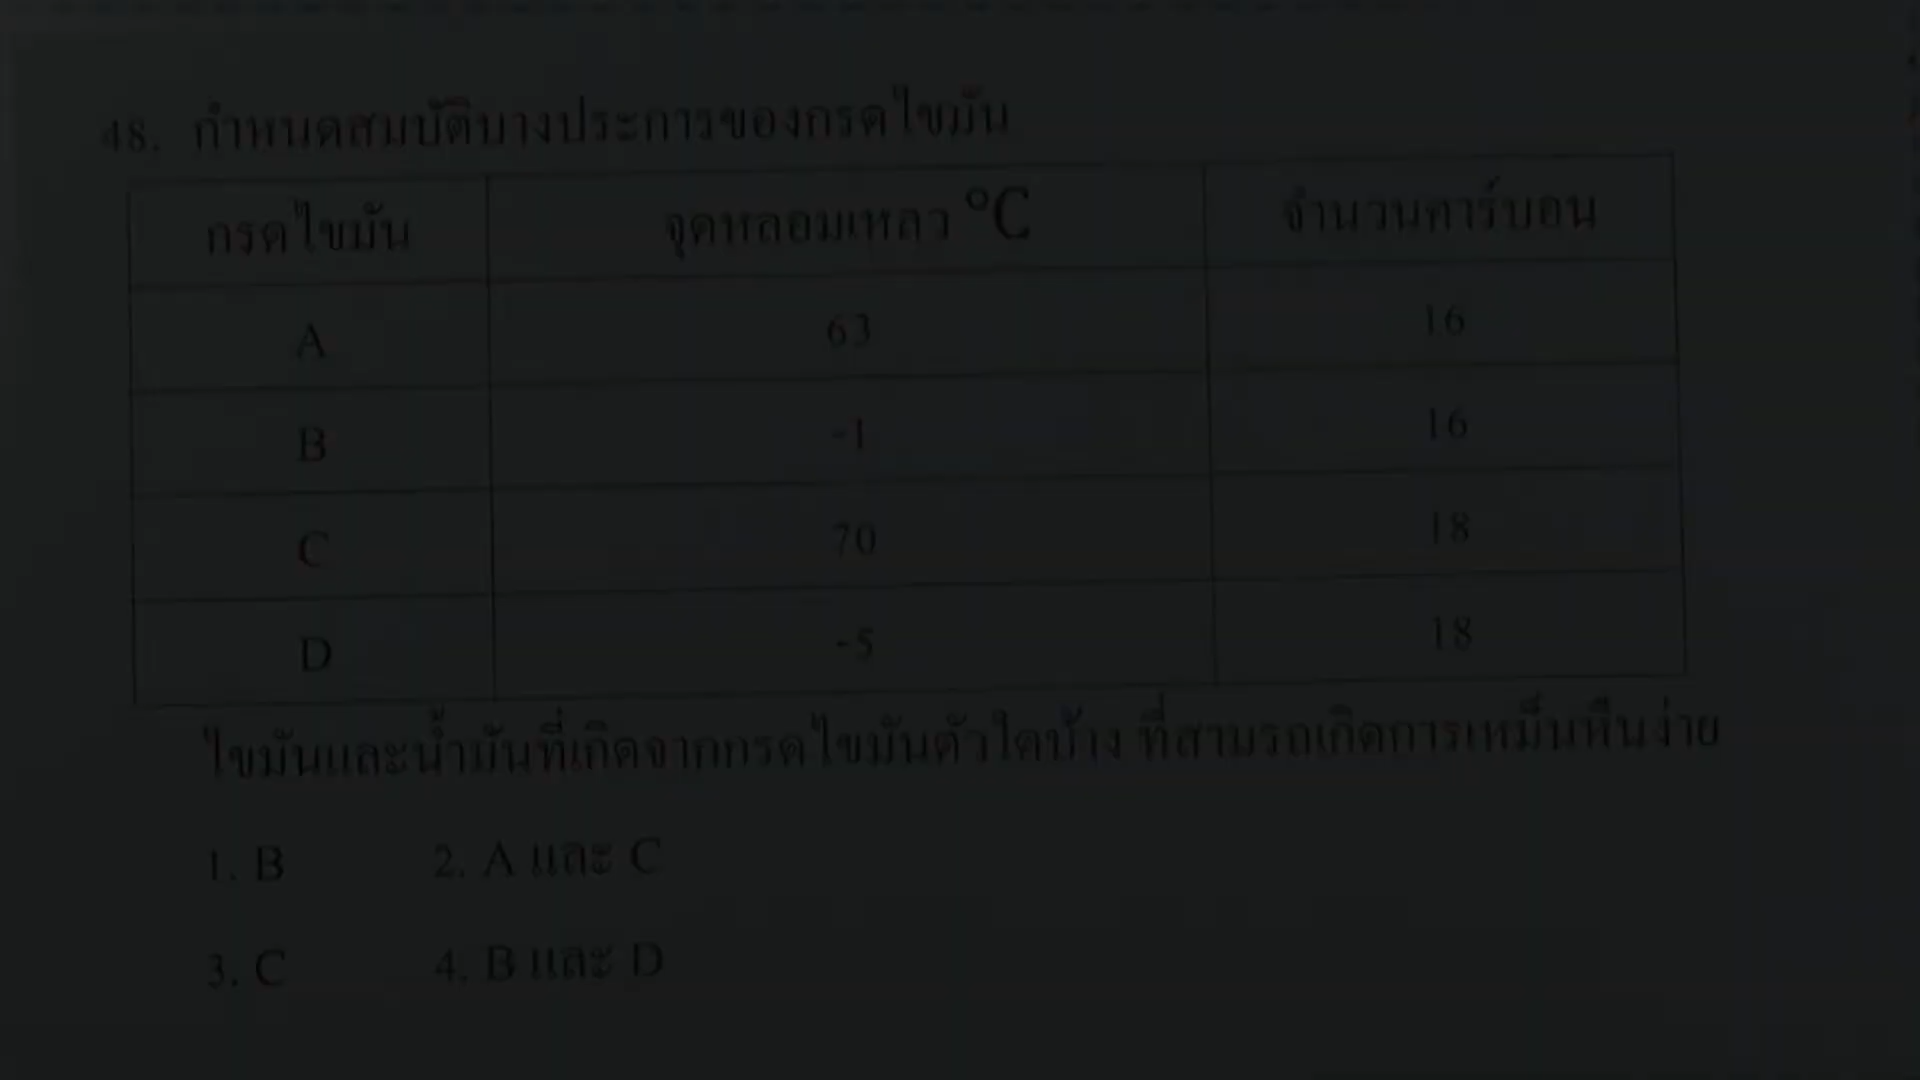 48. กำหนดสมบัติบางประการของกรดไขมัน
กรดไขมัน จุดหลอมเหลว °C จำนวนคาร์บอน
A 63 16
B -1 16
C 70 18
D -5 18
ไขมันและน้ำมันที่เกิดจากกรดไขมันตัวใดบ้าง ที่สามรถเกิดการเหม็นหืนง่าย
1. B 2. A และ C
3. C 4. B และ D